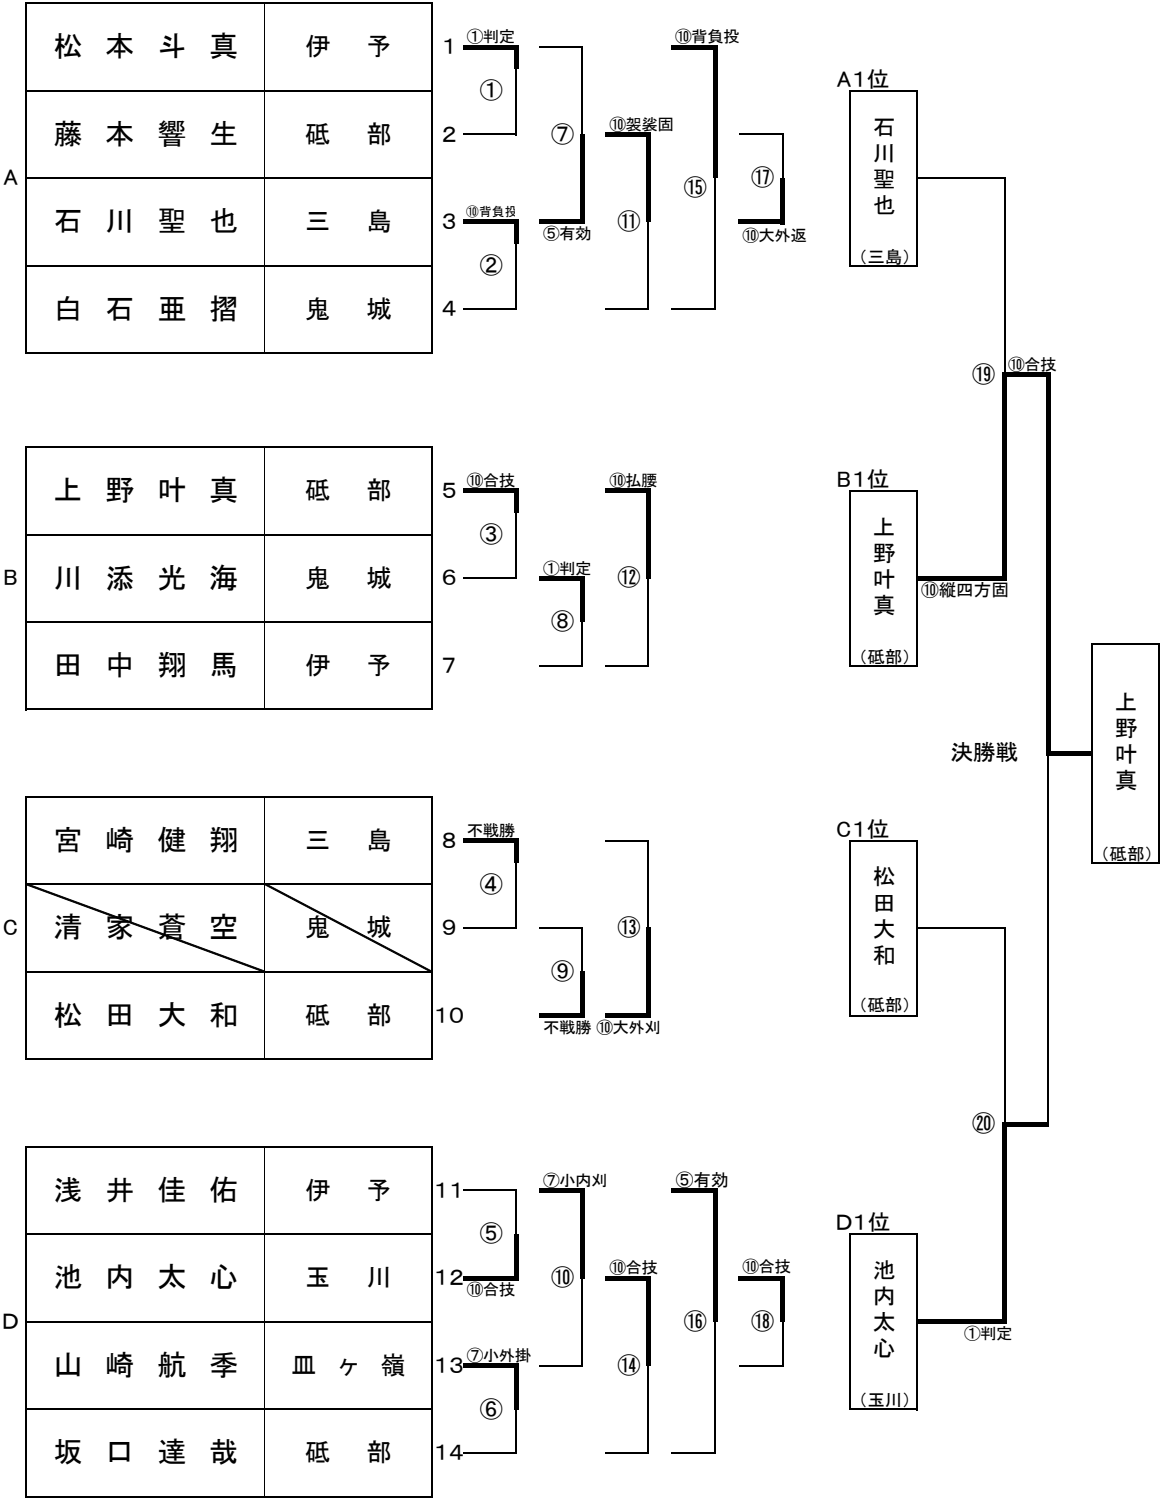 A
松本斗真 伊予 1
藤本響生 砥部 2
石川聖也 三島 3
白石亜摺 鬼城 4
①判定
①
⑩背負投
②
⑦
⑤有効
⑩袈裟固
⑪
⑩背負投
⑮
⑰
⑩大外返
B
上野叶真 砥部 5
川添光海 鬼城 6
田中翔馬 伊予 7
⑩合技
③
①判定
⑧
⑩払腰
⑫
C
宮崎健翔 三島 8
清家蒼空 鬼城 9
松田大和 砥部 10
不戦勝
④
⑨
不戦勝
⑬
⑩大外刈
D
浅井佳佑 伊予 11
池内太心 玉川 12
山崎航季 皿ヶ嶺 13
坂口達哉 砥部 14
⑤
⑩合技
⑦小外掛
⑥
⑦小内刈
⑩
⑩合技
⑭
⑤有効
⑯
⑩合技
⑱
A1位
石川聖也
（三島）
B1位
上野叶真
（砥部）
⑩縦四方固
⑲
⑩合技
C1位
松田大和
（砥部）
D1位
池内太心
（玉川）
①判定
⑳
決勝戦
上野叶真
（砥部）